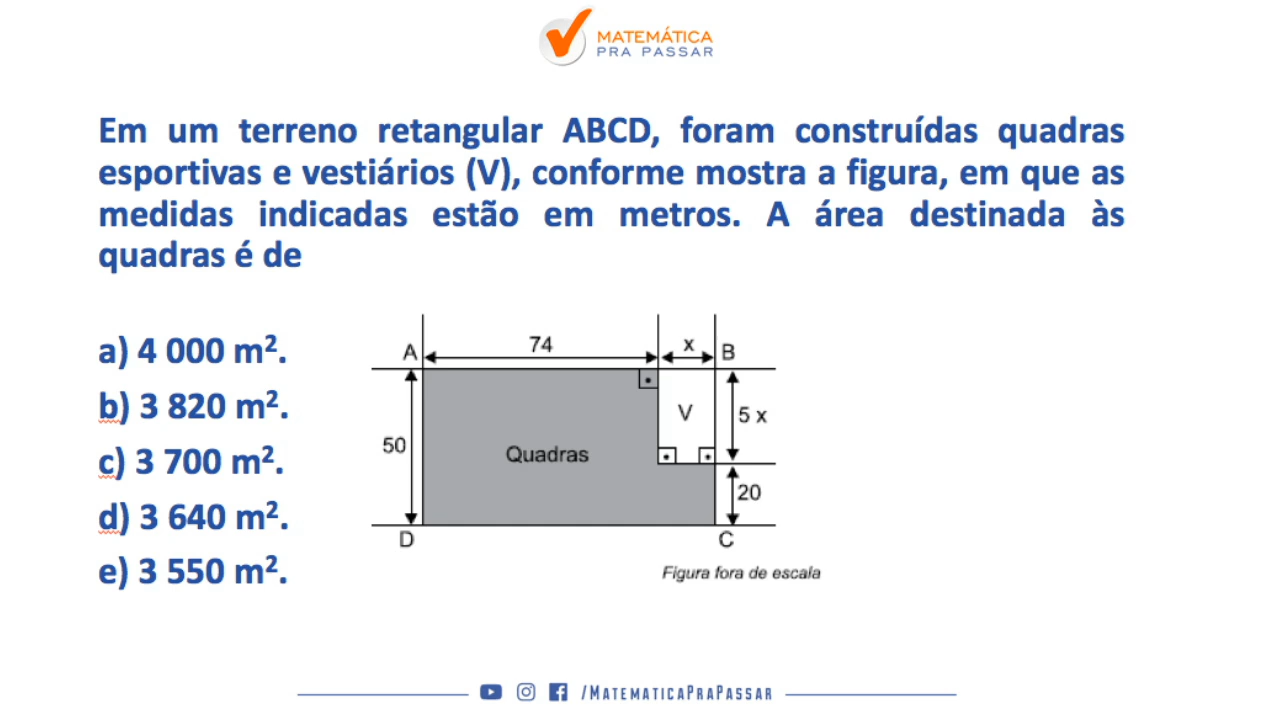 MATEMÁTICA
PRA PASSAR
Em um terreno retangular ABCD, foram construídas quadras
esportivas e vestiários (V), conforme mostra a figura, em que as
medidas indicadas estão em metros. A área destinada às
quadras é de
a) 4 000 m².
b) 3 820 m².
c) 3 700 m².
d) 3 640 m².
e) 3 550 m².
A
74
x
B
V
5 x
50
Quadras
20
D
C
Figura fora de escala
/MATEMATICAPRAPASSAR